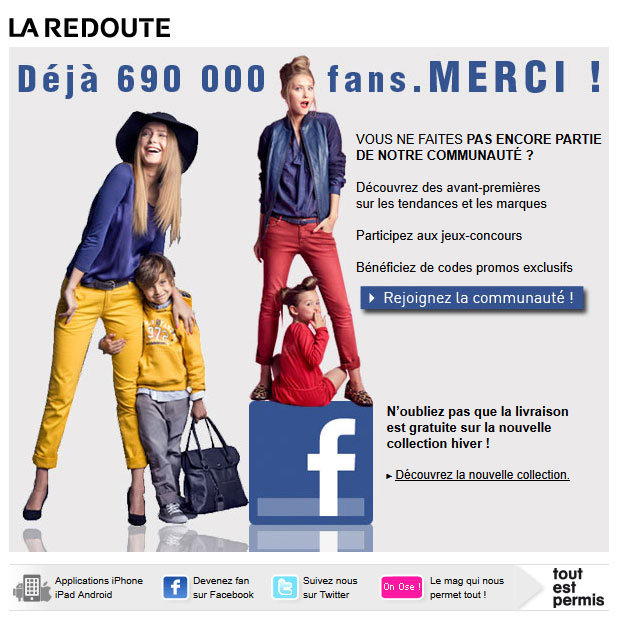 LA REDOUTE
Déjà 690 000 fans. MERCI !
VOUS NE FAITES PAS ENCORE PARTIE
DE NOTRE COMMUNAUTÉ ?
Découvrez des avant-premières
sur les tendances et les marques
Participez aux jeux-concours
Bénéficiez de codes promos exclusifs
Rejoignez la communauté !
f
N'oubliez pas que la livraison
est gratuite sur la nouvelle
collection hiver !
▸ Découvrez la nouvelle collection.
Applications iPhone
iPad Android
f
Devenez fan
sur Facebook
Suivez nous
sur Twitter
On Ose !
Le mag qui nous
permet tout !
tout
est
permis